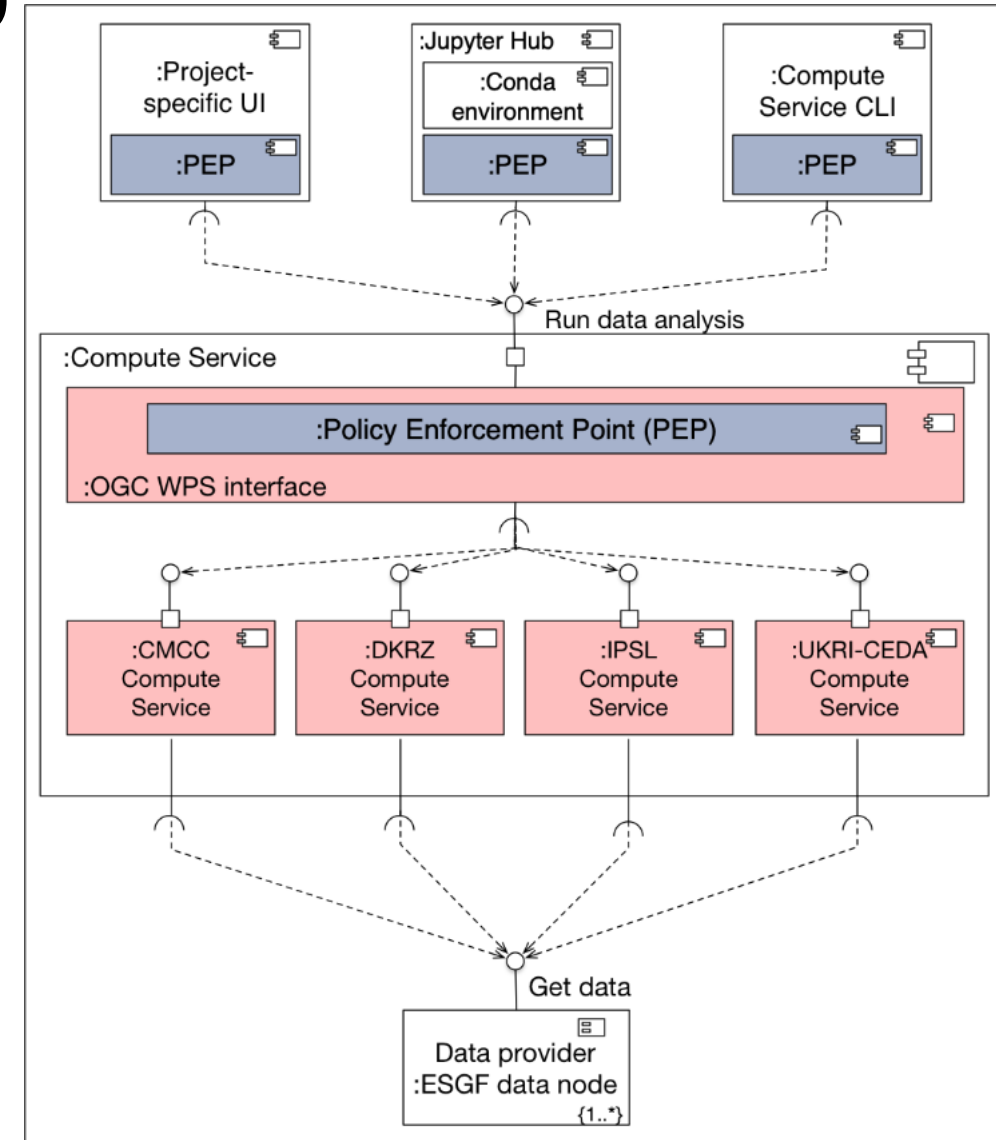 :Project-
specific UI
:PEP
:Jupyter Hub
:Conda
environment
:PEP
:Compute
Service CLI
:PEP
Run data analysis
:Compute Service
:Policy Enforcement Point (PEP)
:OGC WPS interface
:CMCC
Compute
Service
:DKRZ
Compute
Service
:IPSL
Compute
Service
:UKRI-CEDA
Compute
Service
Get data
Data provider
:ESGF data node
{1..*}